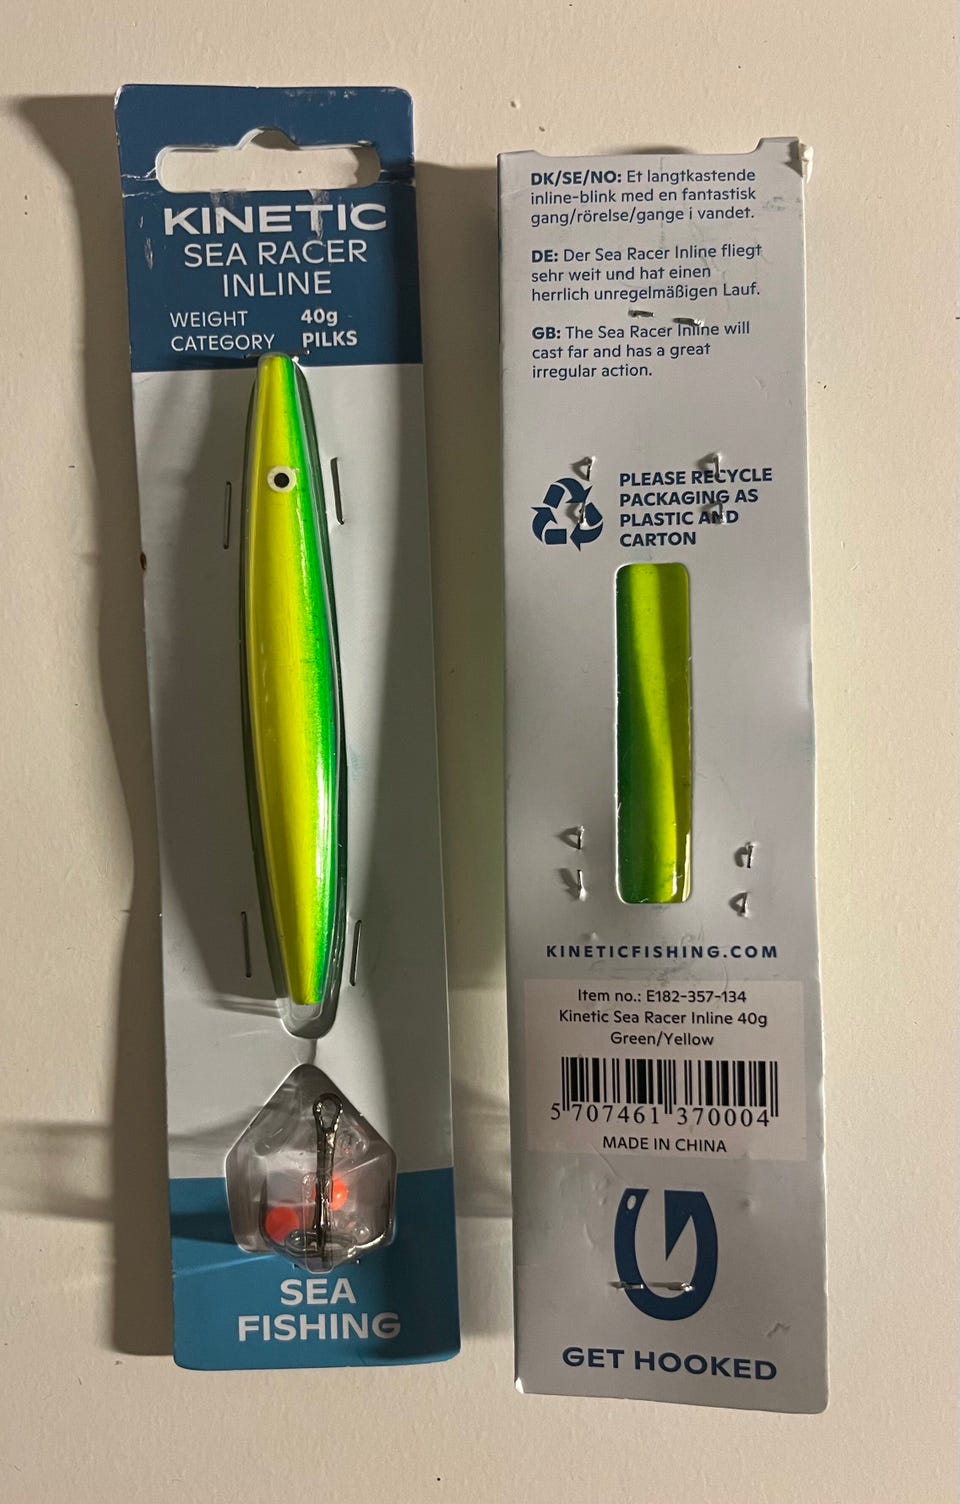 KINETIC
SEA RACER
INLINE
WEIGHT 40g
CATEGORY PILKS
SEA
FISHING
DK/SE/NO: Et langtkastende
inline-blink med en fantastisk
gang/rörelse/gange i vandet.
DE: Der Sea Racer Inline fliegt
sehr weit und hat einen
herrlich unregelmäßigen Lauf.
GB: The Sea Racer Inline will
cast far and has a great
irregular action.
PLEASE RECYCLE
PACKAGING AS
PLASTIC AND
CARTON
KINETICFISHING.COM
Item no.: E182-357-134
Kinetic Sea Racer Inline 40g
Green/Yellow
5 707461 370004
MADE IN CHINA
GET HOOKED